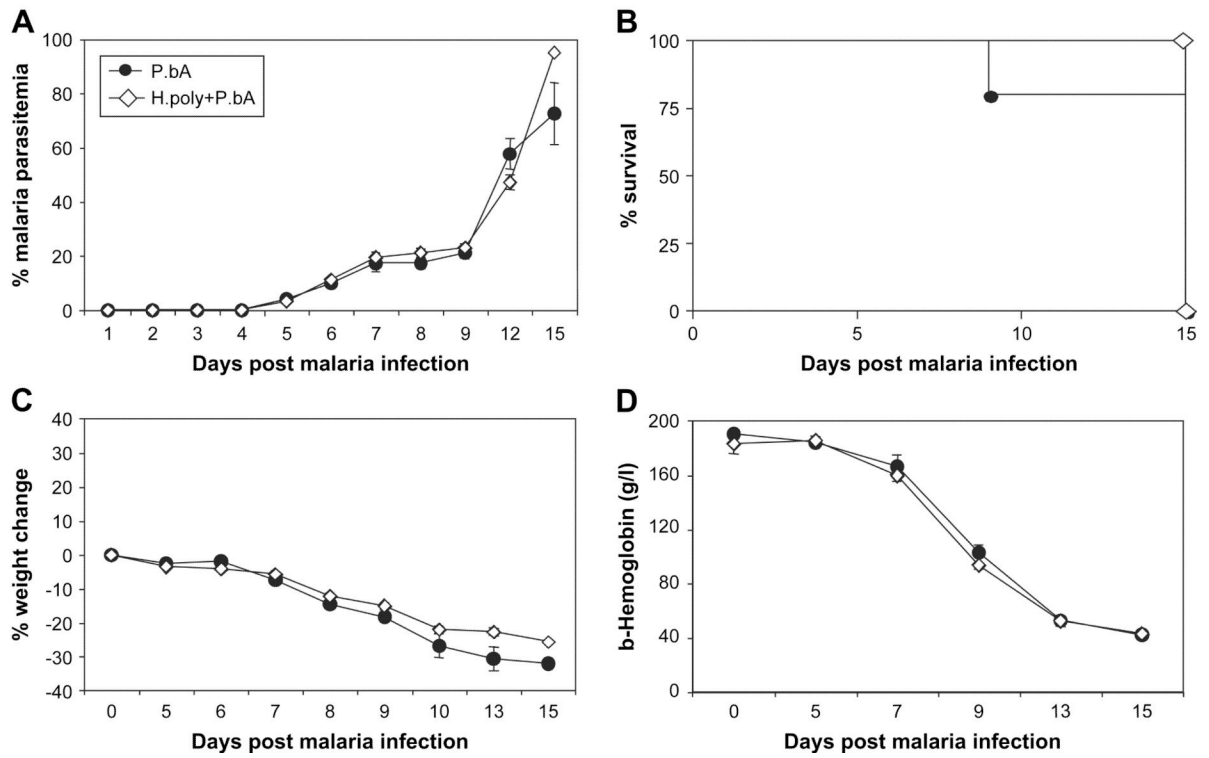 A
% malaria parasitemia
100
80
60
40
20
0
P.bA
H.poly+P.bA
1 2 3 4 5 6 7 8 9 12 15
Days post malaria infection
B
% survival
100
75
50
25
0
0 5 10 15
Days post malaria infection
C
% weight change
40
30
20
10
0
-10
-20
-30
-40
0 5 6 7 8 9 10 13 15
Days post malaria infection
D
b-Hemoglobin (g/l)
200
160
120
80
40
0
0 5 7 9 13 15
Days post malaria infection